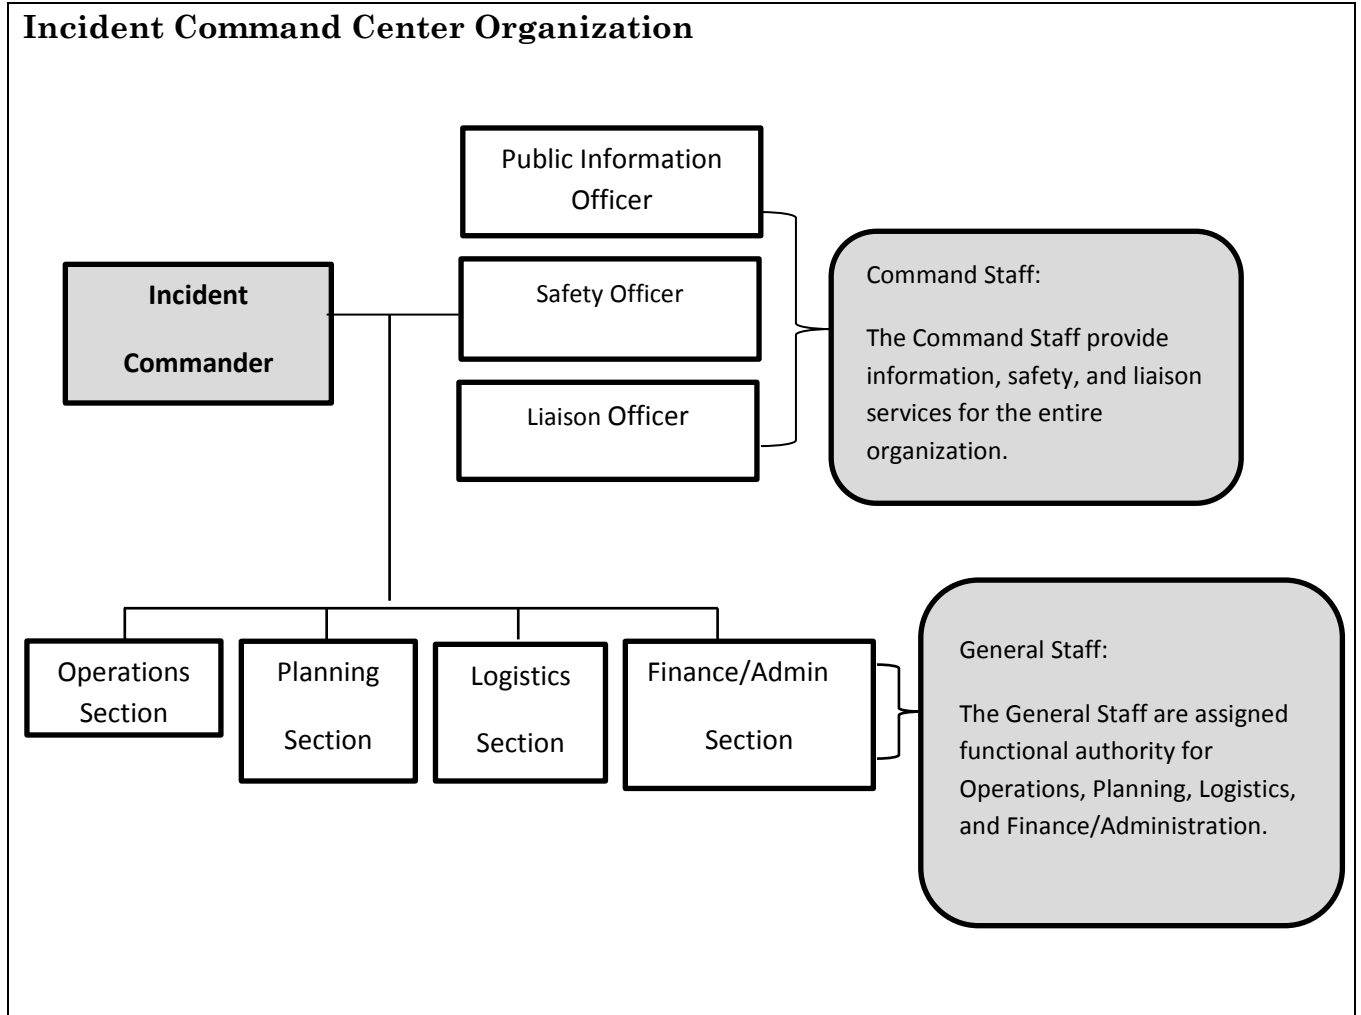 Incident Command Center Organization
Public Information
Officer
Incident
Commander
Safety Officer
Liaison Officer
Command Staff:
The Command Staff provide
information, safety, and liaison
services for the entire
organization.
Operations
Section
Planning
Section
Logistics
Section
Finance/Admin
Section
General Staff:
The General Staff are assigned
functional authority for
Operations, Planning, Logistics,
and Finance/Administration.